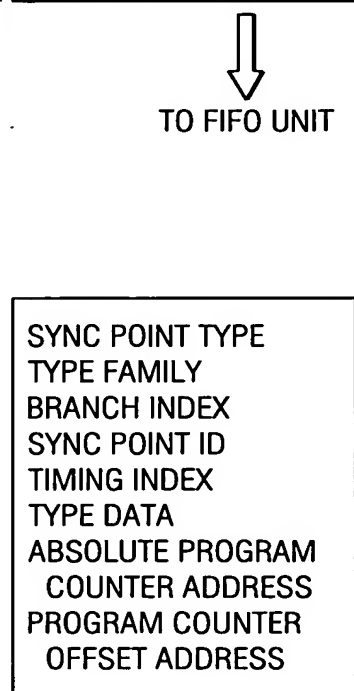 TO FIFO UNIT
SYNC POINT TYPE
TYPE FAMILY
BRANCH INDEX
SYNC POINT ID
TIMING INDEX
TYPE DATA
ABSOLUTE PROGRAM
COUNTER ADDRESS
PROGRAM COUNTER
OFFSET ADDRESS